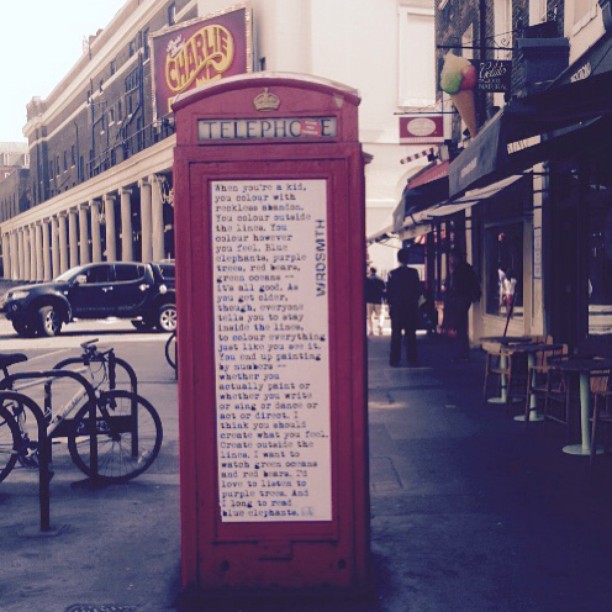 CHARLIE
TELEPHO E
When you're a kid,
you colour with
reckless abandon.
You colour outside
the lines. You
colour however
you feel. Blue
elephants, purple
trees, red bears,
green oceans --
it's all good. As
you get older,
though, everyone
tells you to stay
inside the lines,
to colour everything
just like you see it.
You end up painting
by numbers --
whether you
actually paint or
whether you write
or sing or dance or
act or direct. I
think you should
create what you feel.
Create outside the
lines. I want to
watch green oceans
and red bears. I'd
love to listen to
purple trees. And
I long to read
blue elephants.
WRDSMTH